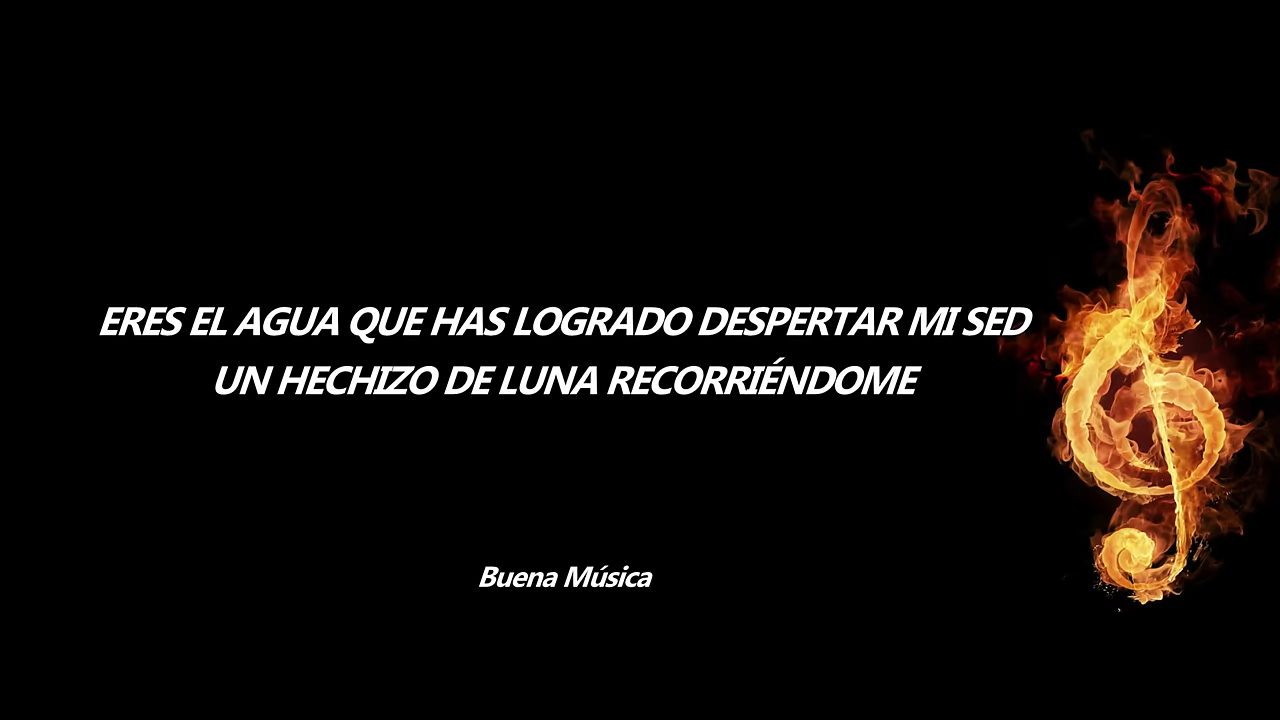 ERES EL AGUA QUE HAS LOGRADO DESPERTAR MI SED
UN HECHIZO DE LUNA RECORRIÉNDOME
Buena Música